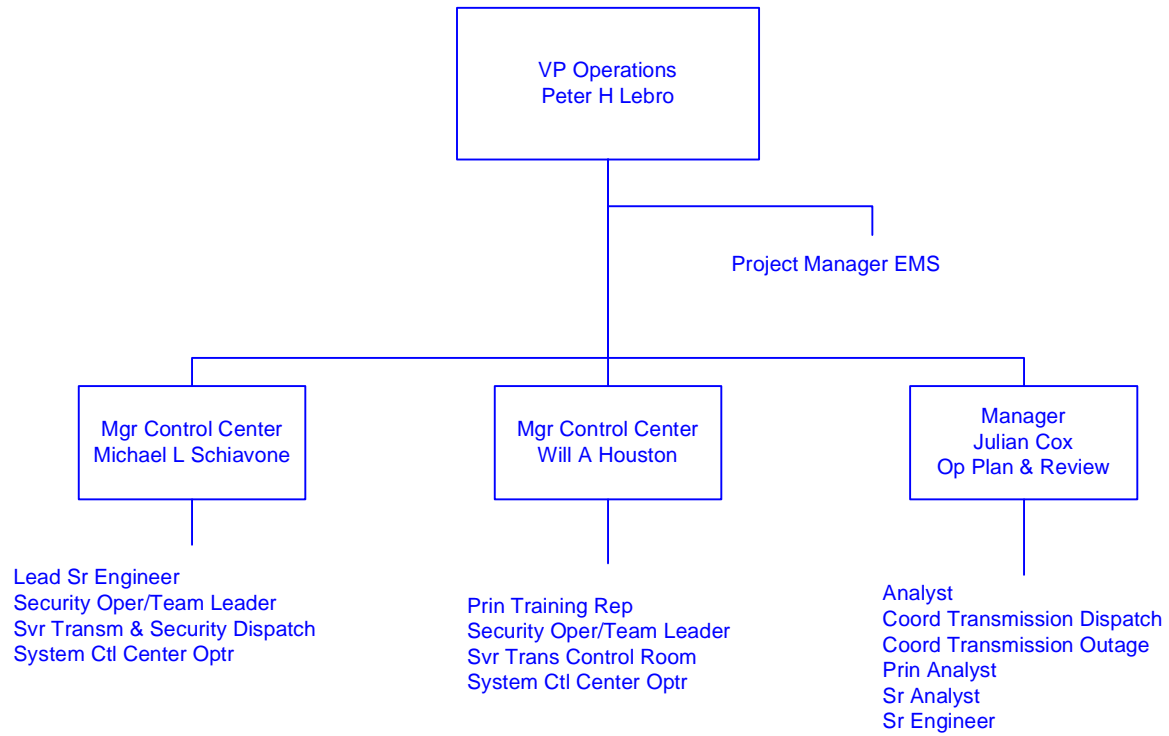 VP Operations
Peter H Lebro
Project Manager EMS
Mgr Control Center
Michael L Schiavone
Mgr Control Center
Will A Houston
Manager
Julian Cox
Op Plan & Review
Lead Sr Engineer
Security Oper/Team Leader
Svr Transm & Security Dispatch
System Ctl Center Optr
Prin Training Rep
Security Oper/Team Leader
Svr Trans Control Room
System Ctl Center Optr
Analyst
Coord Transmission Dispatch
Coord Transmission Outage
Prin Analyst
Sr Analyst
Sr Engineer